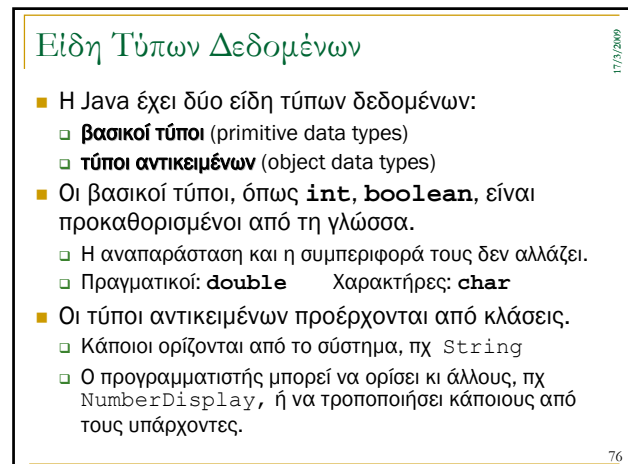 Είδη Τύπων Δεδομένων
17/3/2009
Η Java έχει δύο είδη τύπων δεδομένων:
βασικοί τύποι (primitive data types)
τύποι αντικειμένων (object data types)
Οι βασικοί τύποι, όπως int, boolean, είναι
προκαθορισμένοι από τη γλώσσα.
Η αναπαράσταση και η συμπεριφορά τους δεν αλλάζει.
Πραγματικοί: double Χαρακτήρες: char
Οι τύποι αντικειμένων προέρχονται από κλάσεις.
Κάποιοι ορίζονται από το σύστημα, πχ String
Ο προγραμματιστής μπορεί να ορίσει κι άλλους, πχ
NumberDisplay, ή να τροποποιήσει κάποιους από
τους υπάρχοντες.
76